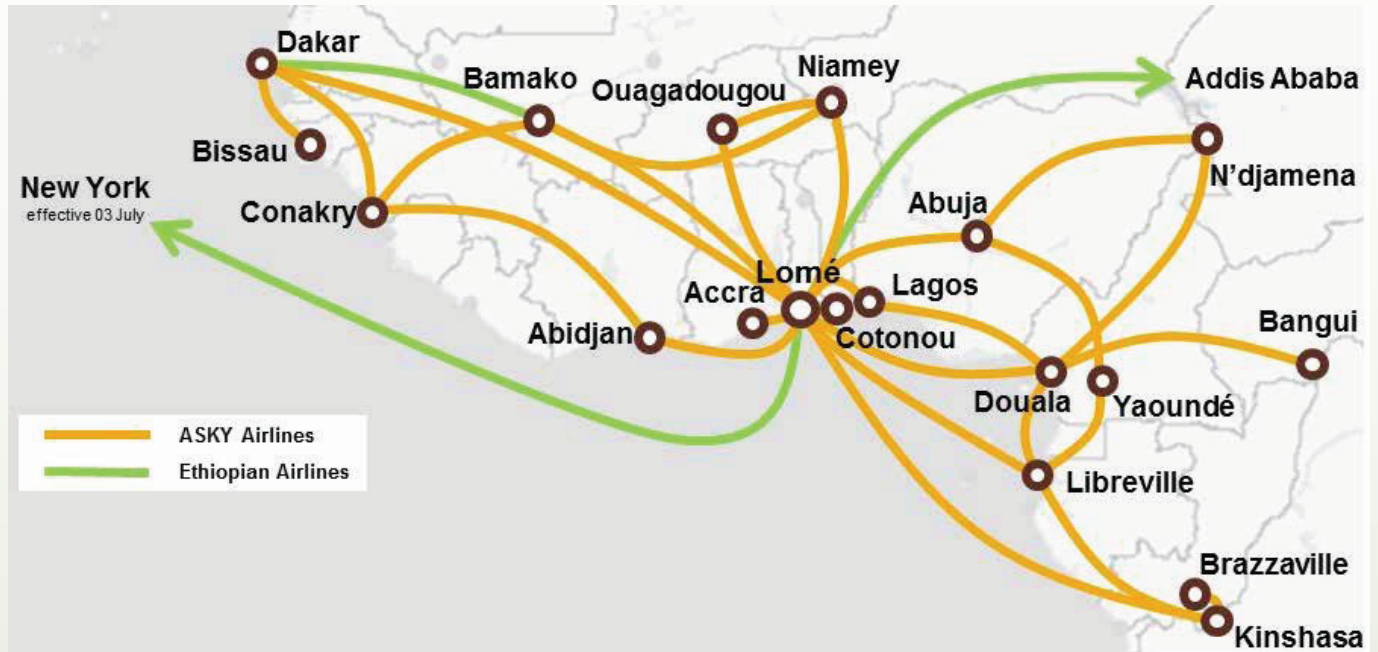 Dakar
Bamako
Ouagadougou
Niamey
Addis Ababa
Bissau
N'djamena
New York
effective 03 July
Conakry
Abuja
Lomé
Lagos
Accra
Abidjan
Cotonou
Bangui
Douala
Yaoundé
ASKY Airlines
Ethiopian Airlines
Libreville
Brazzaville
Kinshasa